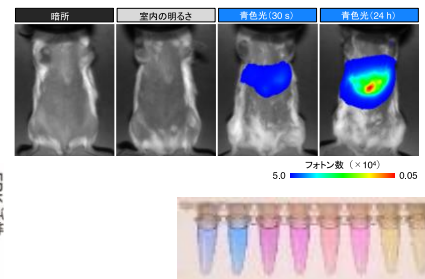 暗所
室内の明るさ
青色光(30 s)
青色光(24 h)
フォトン数 (×10⁴)
5.0 0.05